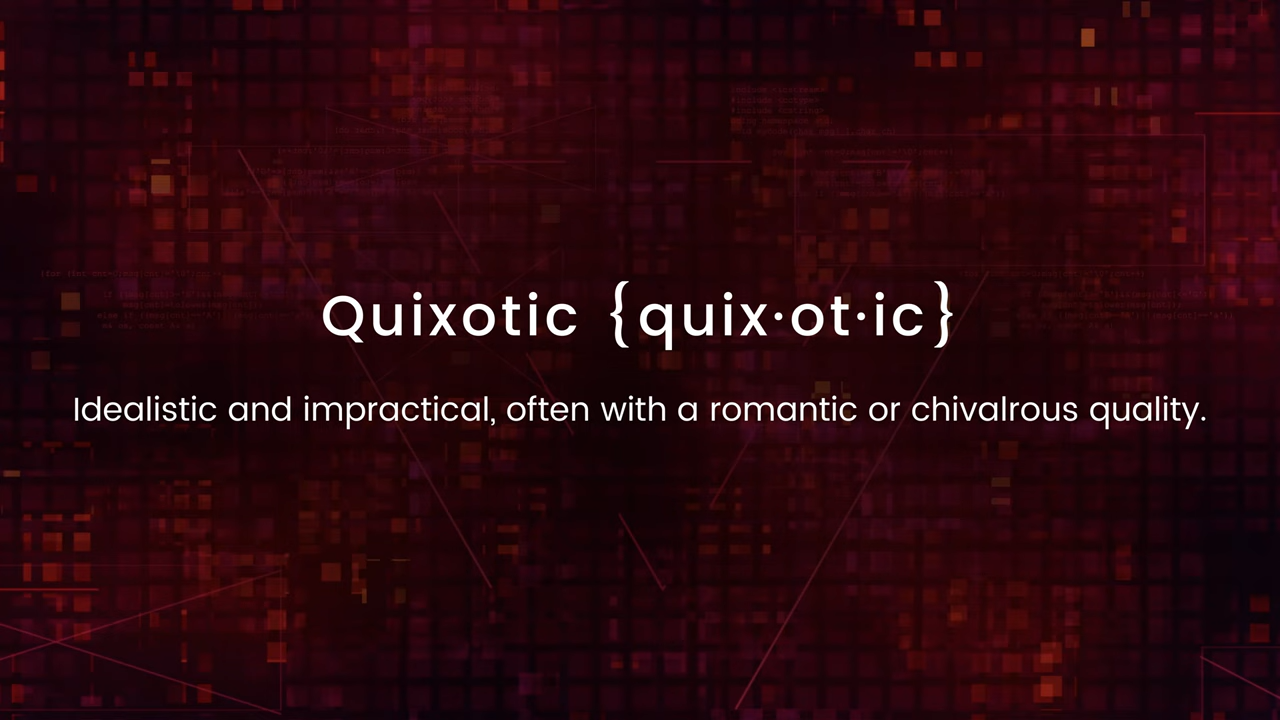 Quixotic {quix·ot·ic}
Idealistic and impractical, often with a romantic or chivalrous quality.